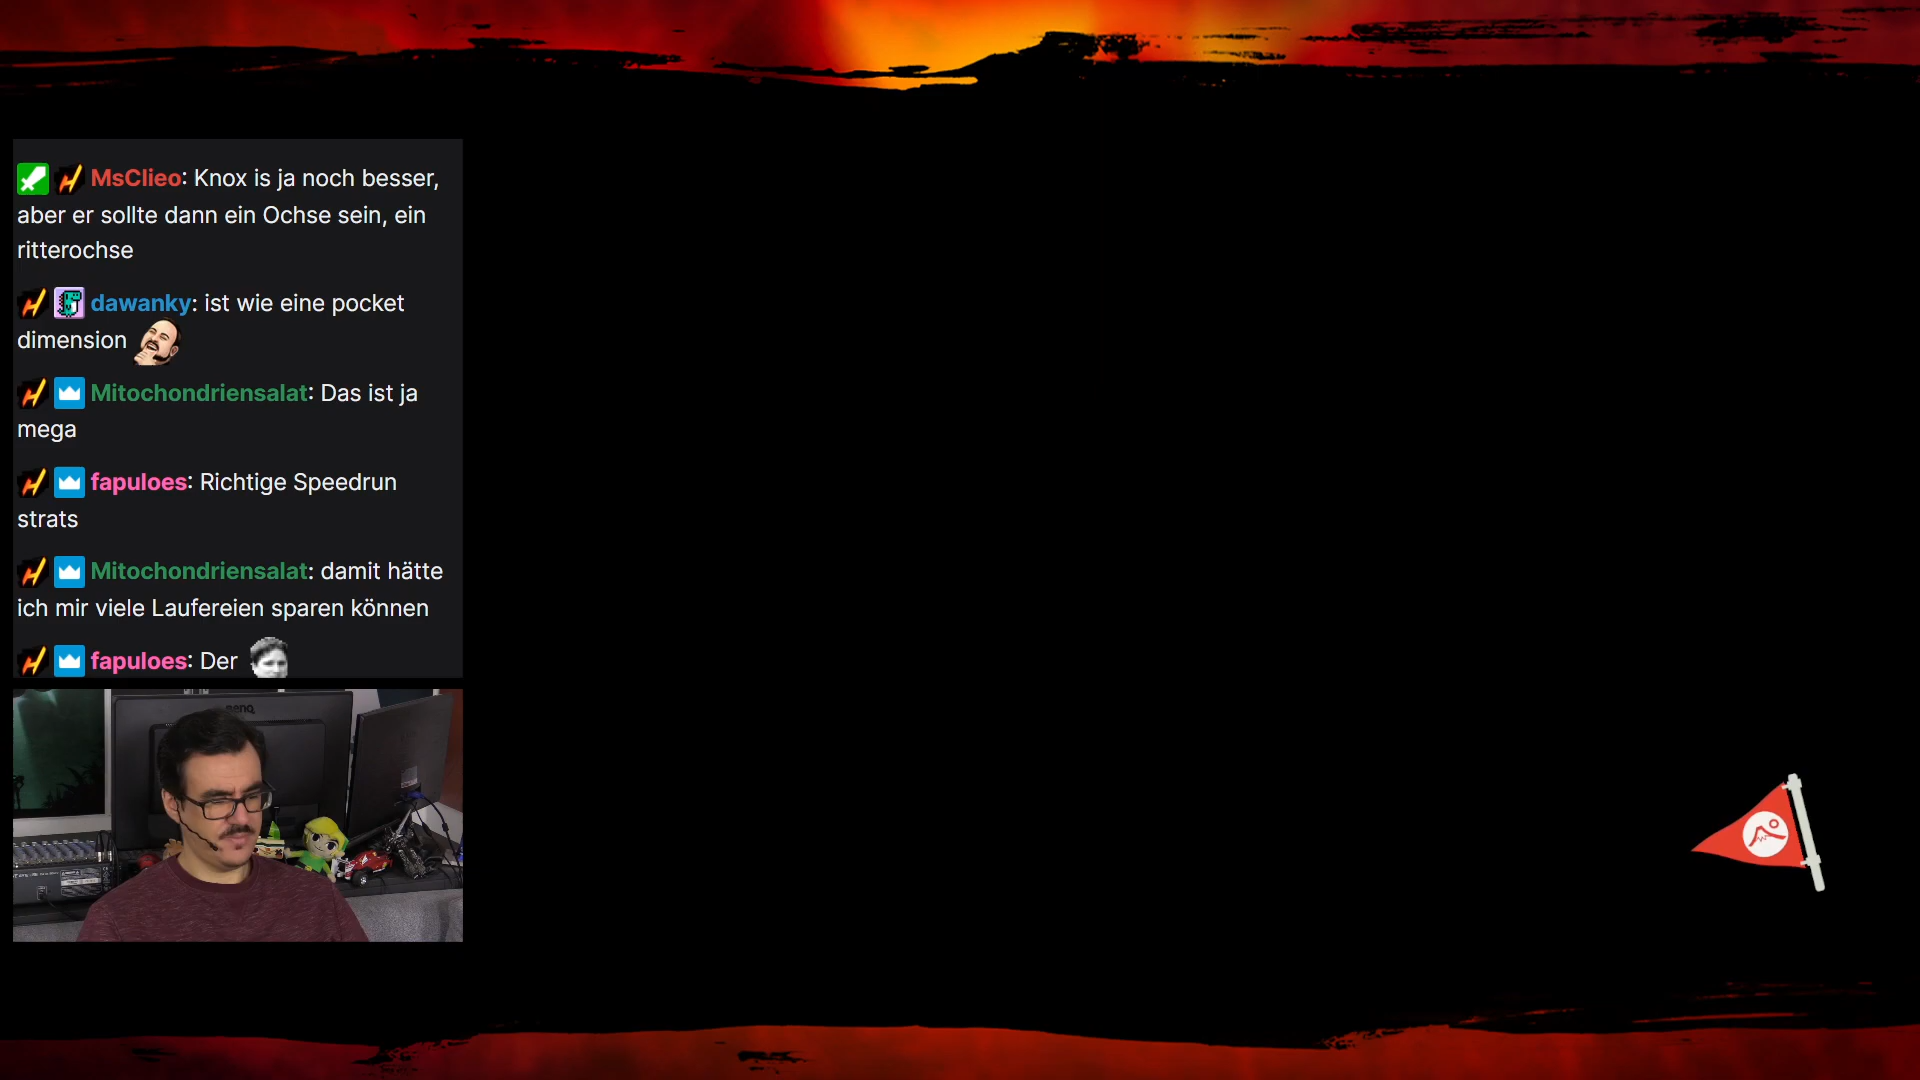 MsClieo: Knox is ja noch besser,
aber er sollte dann ein Ochse sein, ein
ritterochse
dawanky: ist wie eine pocket
dimension
Mitochondriensalat: Das ist ja
mega
fapuloes: Richtige Speedrun
strats
Mitochondriensalat: damit hätte
ich mir viele Laufereien sparen können
fapuloes: Der
BenQ